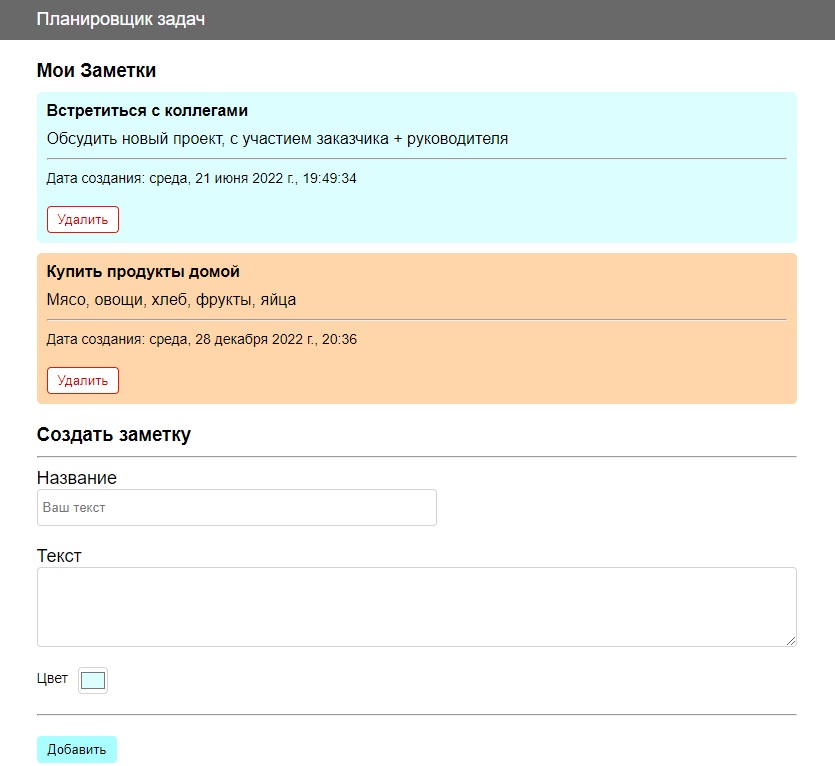 Планировщик задач
Мои Заметки
Встретиться с коллегами
Обсудить новый проект, с участием заказчика + руководителя
Дата создания: среда, 21 июня 2022 г., 19:49:34
Удалить
Купить продукты домой
Мясо, овощи, хлеб, фрукты, яйца
Дата создания: среда, 28 декабря 2022 г., 20:36
Удалить
Создать заметку
Название
Ваш текст
Текст
Цвет
Добавить